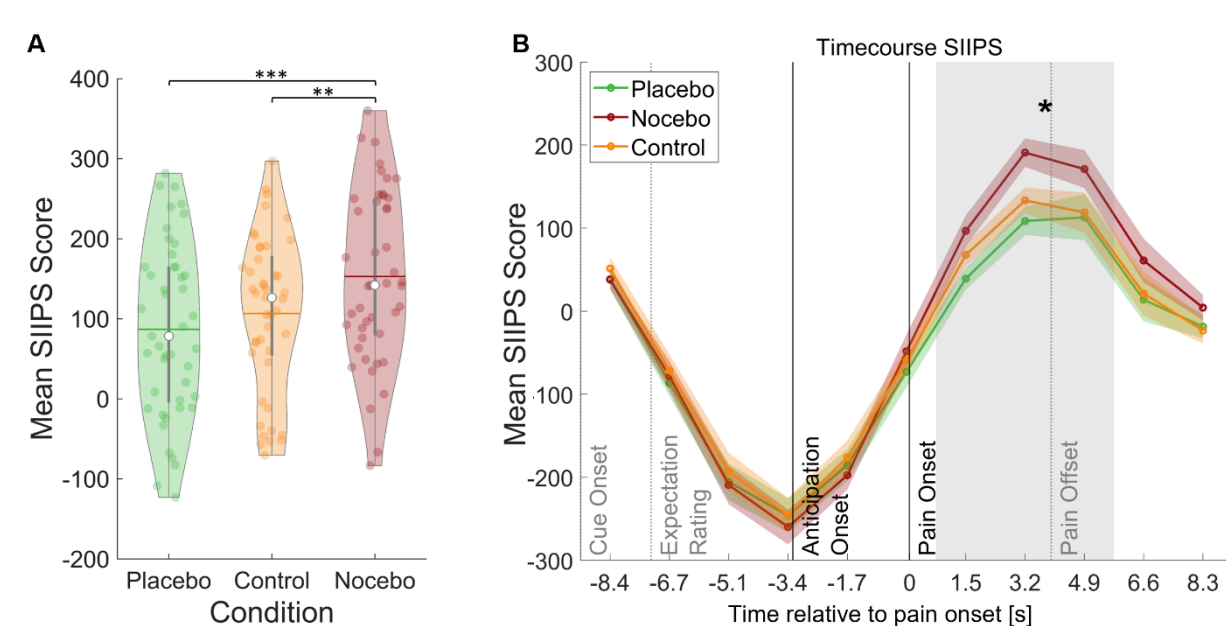 A
***
**
400
300
200
100
0
-100
-200
Mean SIIPS Score
Placebo
Control
Nocebo
Condition
B
Timecourse SIIPS
Placebo
Nocebo
Control
*
300
200
100
0
-100
-200
-300
Mean SIIPS Score
Cue Onset
Expectation
Rating
Anticipation
Onset
Pain Onset
Pain Offset
-8.4 -6.7 -5.1 -3.4 -1.7 0 1.5 3.2 4.9 6.6 8.3
Time relative to pain onset [s]